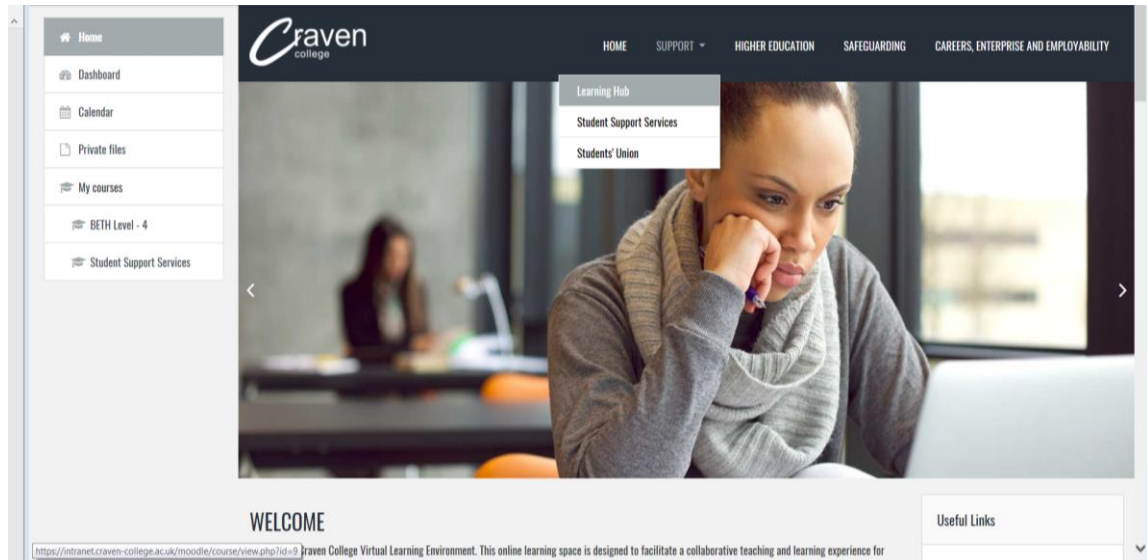 Home
Dashboard
Calendar
Private files
My courses
BETH Level - 4
Student Support Services
Craven
college
HOME
SUPPORT
HIGHER EDUCATION
SAFEGUARDING
CAREERS, ENTERPRISE AND EMPLOYABILITY
Learning Hub
Student Support Services
Students' Union
WELCOME
Craven College Virtual Learning Environment. This online learning space is designed to facilitate a collaborative teaching and learning experience for
https://intranet.craven-college.ac.uk/moodle/course/view.php?id=9
Useful Links